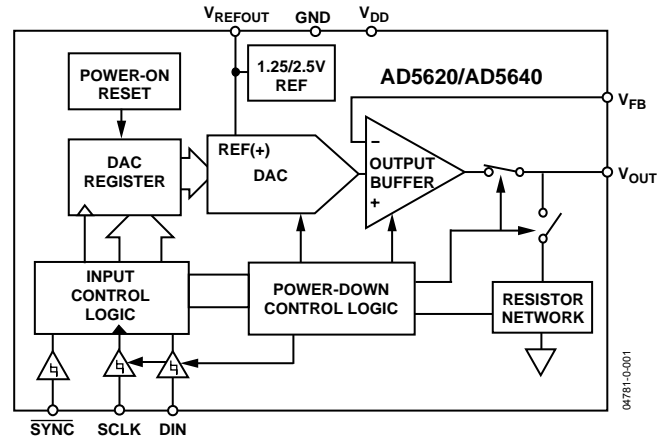 VREFOUT GND VDD
POWER-ON
RESET
1.25/2.5V
REF
AD5620/AD5640
VFB
DAC
REGISTER
REF(+)
DAC
–
OUTPUT
BUFFER
+
VOUT
INPUT
CONTROL
LOGIC
POWER-DOWN
CONTROL LOGIC
RESISTOR
NETWORK
SYNC SCLK DIN
04781-0-001